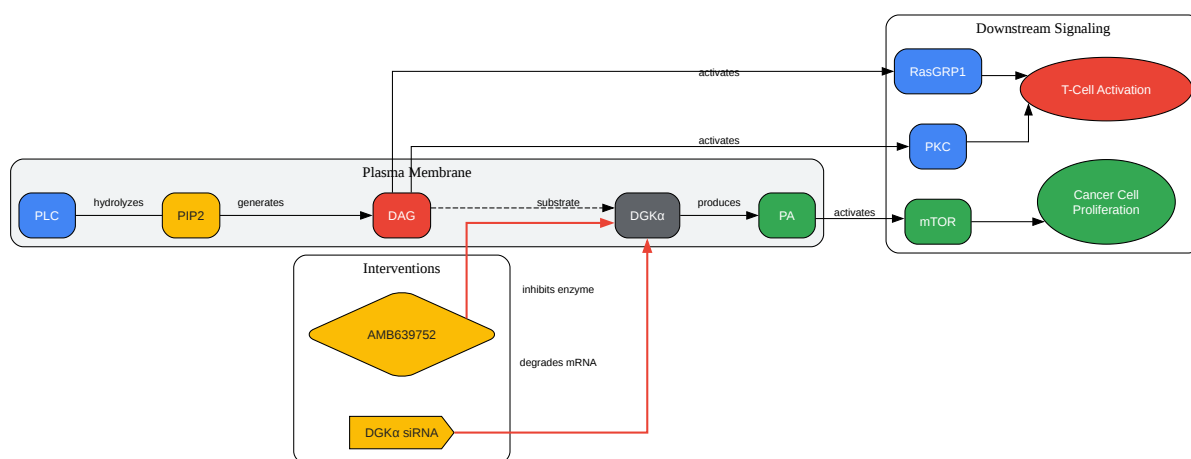 Downstream Signaling
RasGRP1
activates
T-Cell Activation
activates
PKC
Plasma Membrane
PLC
hydrolyzes
PIP2
generates
DAG
substrate
DGKα
produces
PA
activates
mTOR
Cancer Cell
Proliferation
Interventions
inhibits enzyme
AMB639752
degrades mRNA
DGKα siRNA